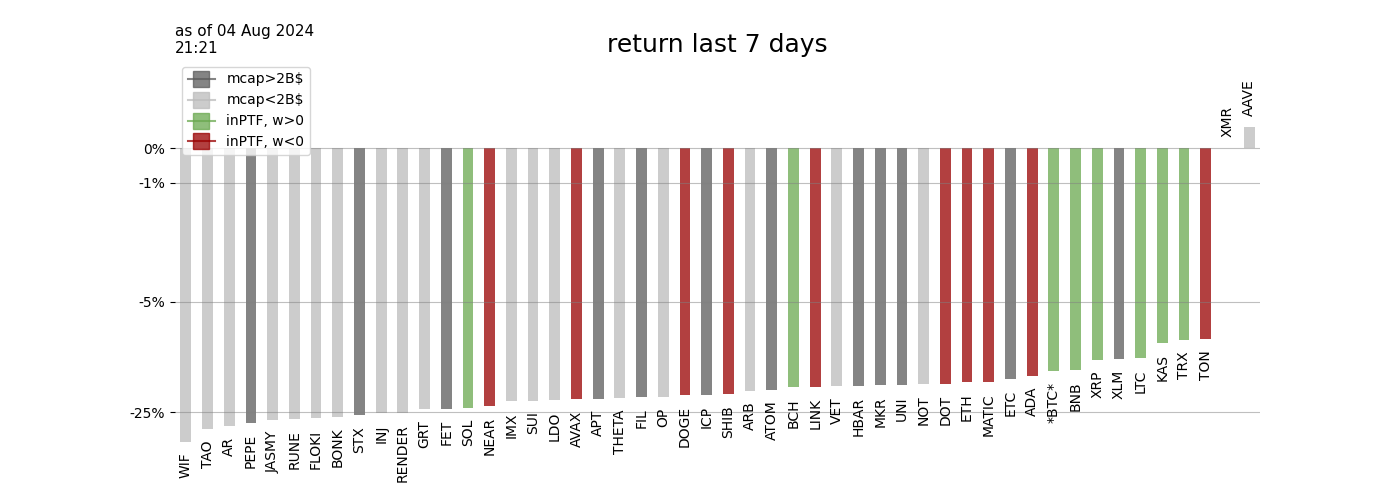 as of 04 Aug 2024
21:21
return last 7 days
mcap>2B$
mcap<2B$
inPTF, w>0
inPTF, w<0
0%
-1%
-5%
-25%
WIF
TAO
AR
PEPE
JASMY
RUNE
FLOKI
BONK
STX
INJ
RENDER
GRT
FET
SOL
NEAR
IMX
SUI
LDO
AVAX
APT
THETA
FIL
OP
DOGE
ICP
SHIB
ARB
ATOM
BCH
LINK
VET
HBAR
MKR
UNI
NOT
DOT
ETH
MATIC
ETC
ADA
*BTC*
BNB
XRP
XLM
LTC
KAS
TRX
TON
XMR
AAVE